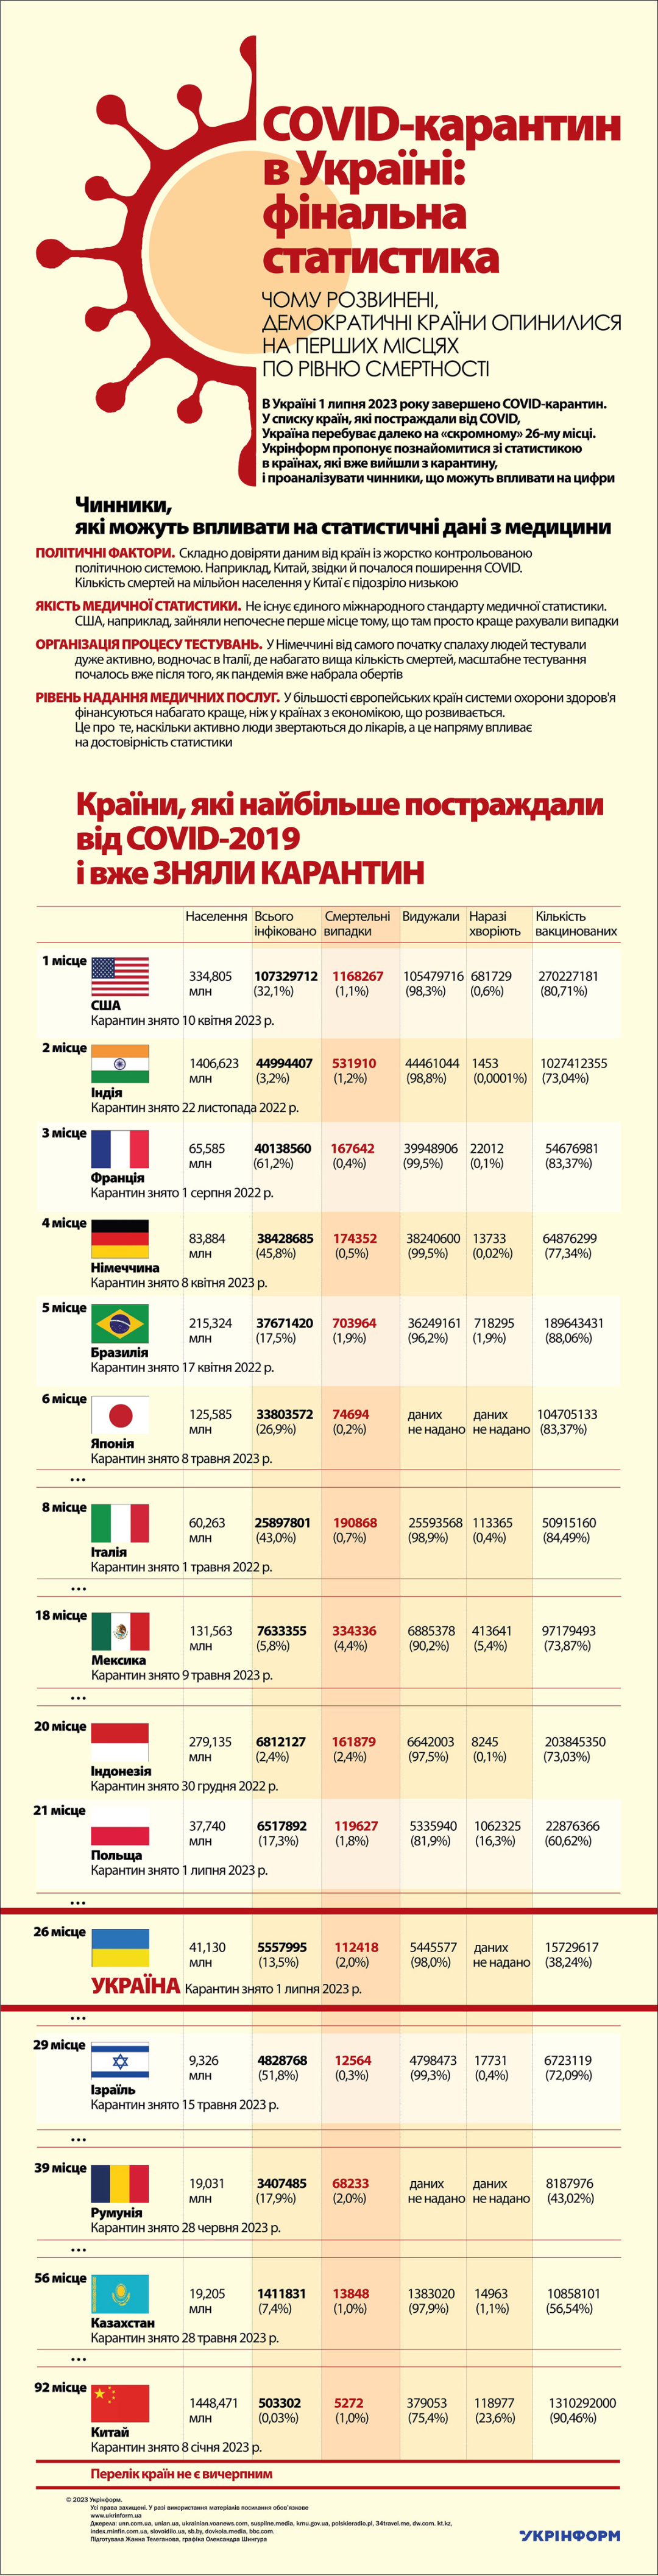 COVID-карантин
в Україні:
фінальна
статистика
ЧОМУ РОЗВИНЕНІ,
ДЕМОКРАТИЧНІ КРАЇНИ ОПИНИЛИСЯ
НА ПЕРШИХ МІСЦЯХ
ПО РІВНЮ СМЕРТНОСТІ
В Україні 1 липня 2023 року завершено COVID-карантин.
У списку країн, які постраждали від COVID,
Україна перебуває далеко на «скромному» 26-му місці.
Укрінформ пропонує познайомитися зі статистикою
в країнах, які вже вийшли з карантину,
і проаналізувати чинники, що можуть впливати на цифри
Чинники,
які можуть впливати на статистичні дані з медицини
ПОЛІТИЧНІ ФАКТОРИ. Складно довіряти даним від країн із жорстко контрольованою
політичною системою. Наприклад, Китай, звідки й почалося поширення COVID.
Кількість смертей на мільйон населення у Китаї є підозріло низькою
ЯКІСТЬ МЕДИЧНОЇ СТАТИСТИКИ. Не існує єдиного міжнародного стандарту медичної статистики.
США, наприклад, зайняли непочесне перше місце тому, що там просто краще рахували випадки
ОРГАНІЗАЦІЯ ПРОЦЕСУ ТЕСТУВАНЬ. У Німеччині від самого початку спалаху людей тестували
дуже активно, водночас в Італії, де набагато вища кількість смертей, масштабне тестування
почалось вже після того, як пандемія вже набрала обертів
РІВЕНЬ НАДАННЯ МЕДИЧНИХ ПОСЛУГ. У більшості європейських країн системи охорони здоров'я
фінансуються набагато краще, ніж у країнах з економікою, що розвивається.
Це про те, наскільки активно люди звертаються до лікарів, а це напряму впливає
на достовірність статистики
Країни, які найбільше постраждали
від COVID-2019
і вже ЗНЯЛИ КАРАНТИН
Населення Всього Смертельні Видужали Наразі Кількість
інфіковано випадки хворіють вакцинованих
1 місце
334,805 107329712 1168267 105479716 681729 270227181
млн (32,1%) (1,1%) (98,3%) (0,6%) (80,71%)
США
Карантин знято 10 квітня 2023 р.
2 місце
1406,623 44994407 531910 44461044 1453 1027412355
млн (3,2%) (1,2%) (98,8%) (0,0001%) (73,04%)
Індія
Карантин знято 22 листопада 2022 р.
3 місце
65,585 40138560 167642 39948906 22012 54676981
млн (61,2%) (0,4%) (99,5%) (0,1%) (83,37%)
Франція
Карантин знято 1 серпня 2022 р.
4 місце
83,884 38428685 174352 38240600 13733 64876299
млн (45,8%) (0,5%) (99,5%) (0,02%) (77,34%)
Німеччина
Карантин знято 8 квітня 2023 р.
5 місце
215,324 37671420 703964 36249161 718295 189643431
млн (17,5%) (1,9%) (96,2%) (1,9%) (88,06%)
Бразилія
Карантин знято 17 квітня 2022 р.
6 місце
125,585 33803572 74694 даних даних 104705133
млн (26,9%) (0,2%) не надано не надано (83,37%)
Японія
Карантин знято 8 травня 2023 р.
...
8 місце
60,263 25897801 190868 25593568 113365 50915160
млн (43,0%) (0,7%) (98,9%) (0,4%) (84,49%)
Італія
Карантин знято 1 травня 2022 р.
...
18 місце
131,563 7633355 334336 6885378 413641 97179493
млн (5,8%) (4,4%) (90,2%) (5,4%) (73,87%)
Мексика
Карантин знято 9 травня 2023 р.
...
20 місце
279,135 6812127 161879 6642003 8245 203845350
млн (2,4%) (2,4%) (97,5%) (0,1%) (73,03%)
Індонезія
Карантин знято 30 грудня 2022 р.
21 місце
37,740 6517892 119627 5335940 1062325 22876366
млн (17,3%) (1,8%) (81,9%) (16,3%) (60,62%)
Польща
Карантин знято 1 липня 2023 р.
...
26 місце
41,130 5557995 112418 5445577 даних 15729617
млн (13,5%) (2,0%) (98,0%) не надано (38,24%)
УКРАЇНА Карантин знято 1 липня 2023 р.
...
29 місце
9,326 4828768 12564 4798473 17731 6723119
млн (51,8%) (0,3%) (99,3%) (0,4%) (72,09%)
Ізраїль
Карантин знято 15 травня 2023 р.
...
39 місце
19,031 3407485 68233 даних даних 8187976
млн (17,9%) (2,0%) не надано не надано (43,02%)
Румунія
Карантин знято 28 червня 2023 р.
...
56 місце
19,205 1411831 13848 1383020 14963 10858101
млн (7,4%) (1,0%) (97,9%) (1,1%) (56,54%)
Казахстан
Карантин знято 28 травня 2023 р.
...
92 місце
1448,471 503302 5272 379053 118977 1310292000
млн (0,03%) (1,0%) (75,4%) (23,6%) (90,46%)
Китай
Карантин знято 8 січня 2023 р.
Перелік країн не є вичерпним
© 2023 Укрінформ.
Усі права захищені. У разі використання матеріалів посилання обов'язкове
www.ukrinform.ua
Джерела: unn.com.ua, unian.ua, ukrainian.voanews.com, suspilne.media, kmu.gov.ua, polskieradio.pl, 34travel.me, dw.com. kt.kz,
index.minfin.com.ua, slovoidilo.ua, sb.by, dovkola.media, bbc.com.
Підготувала Жанна Телеганова, графіка Олександра Шингура
УКРІНФОРМ